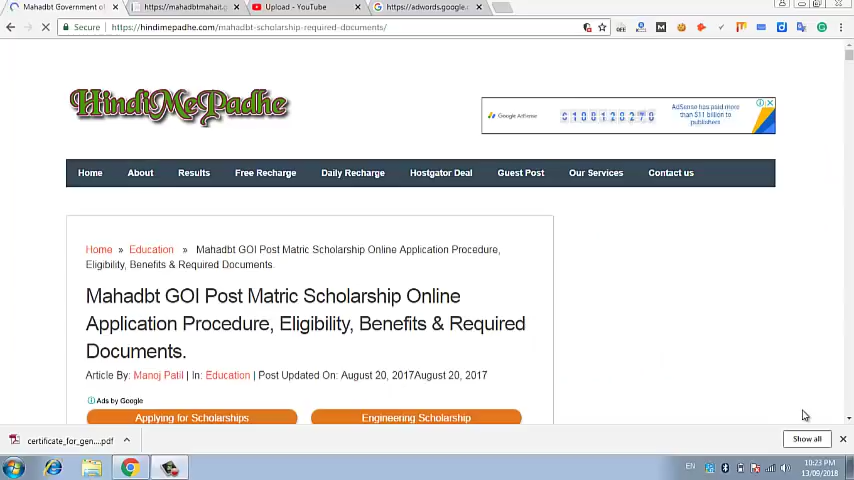 Mahadbt Government of
https://mahadbtmahait.g
Upload - YouTube
https://adwords.google.c
Secure
https://hindimepadhe.com/mahadbt-scholarship-required-documents/
HindiMePadhe
Google AdSense
AdSense has paid more
than $11 billion to
publishers!
Home
About
Results
Free Recharge
Daily Recharge
Hostgator Deal
Guest Post
Our Services
Contact us
Home » Education » Mahadbt GOI Post Matric Scholarship Online Application Procedure,
Eligibility, Benefits & Required Documents.
Mahadbt GOI Post Matric Scholarship Online
Application Procedure, Eligibility, Benefits & Required
Documents.
Article By: Manoj Patil | In: Education | Post Updated On: August 20, 2017August 20, 2017
Ads by Google
Applying for Scholarships
Engineering Scholarship
certificate_for_gen....pdf
Show all
EN
10:23 PM
13/09/2018